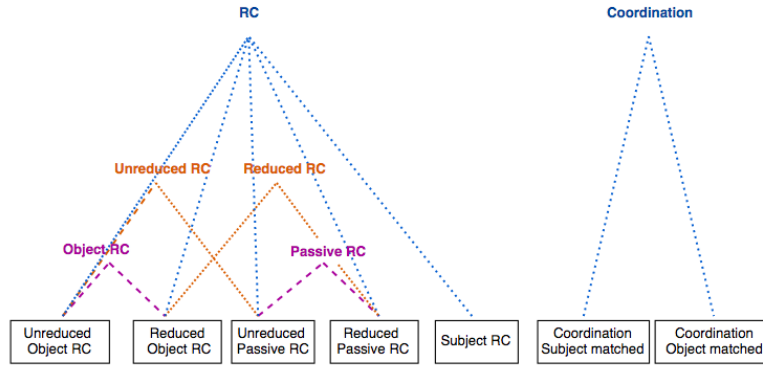 RC
Coordination
Unreduced RC
Reduced RC
Object RC
Passive RC
Unreduced
Object RC
Reduced
Object RC
Unreduced
Passive RC
Reduced
Passive RC
Subject RC
Coordination
Subject matched
Coordination
Object matched